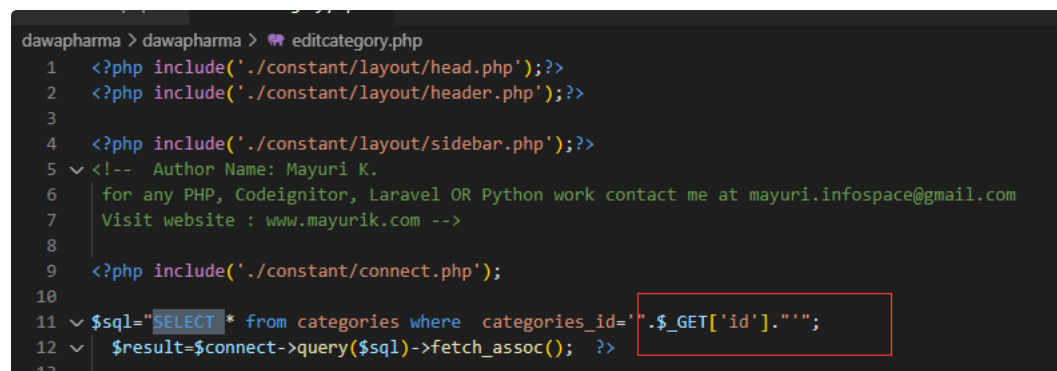 dawapharma > dawapharma > editcategory.php
1 <?php include('./constant/layout/head.php');?>
2 <?php include('./constant/layout/header.php');?>
3
4 <?php include('./constant/layout/sidebar.php');?>
5 <!--  Author Name: Mayuri K.
6 for any PHP, Codeignitor, Laravel OR Python work contact me at mayuri.infospace@gmail.com
7 Visit website : www.mayurik.com -->
8
9 <?php include('./constant/connect.php');
10
11 $sql="SELECT * from categories where  categories_id='".$_GET['id']."'";
12 $result=$connect->query($sql)->fetch_assoc();  ?>